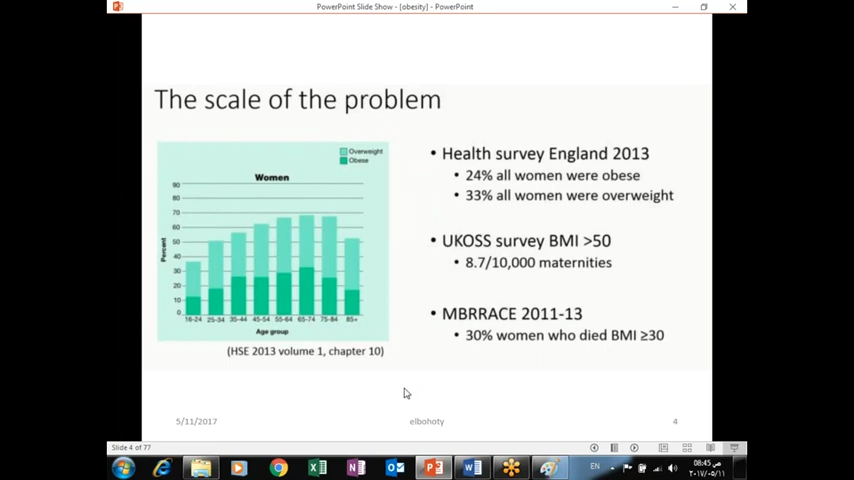 PowerPoint Slide Show - [obesity] - PowerPoint
The scale of the problem
Overweight
Obese
Women
90
80
70
60
50
40
30
20
10
0
Percent
16-24 25-34 35-44 45-54 55-64 65-74 75-84 85+
Age group
(HSE 2013 volume 1, chapter 10)
• Health survey England 2013
• 24% all women were obese
• 33% all women were overweight
• UKOSS survey BMI >50
• 8.7/10,000 maternities
• MBRRACE 2011-13
• 30% women who died BMI ≥30
5/11/2017
elbohoty
4
Slide 4 of 77
EN
08:45 ص
٢٠١٧/٠٥/١١